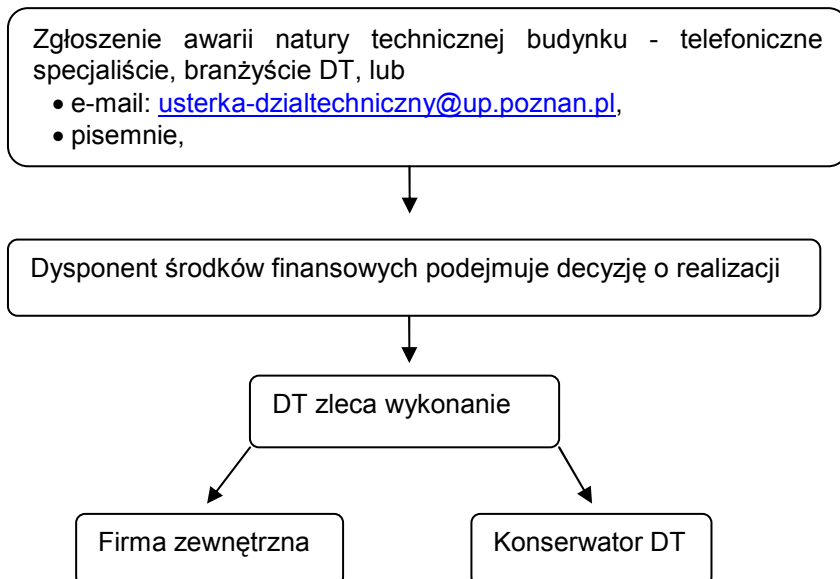 Zgłoszenie awarii natury technicznej budynku - telefoniczne
specjaliście, branżyście DT, lub
• e-mail: usterka-dzialtechniczny@up.poznan.pl,
• pisemnie,
Dysponent środków finansowych podejmuje decyzję o realizacji
DT zleca wykonanie
Firma zewnętrzna
Konserwator DT